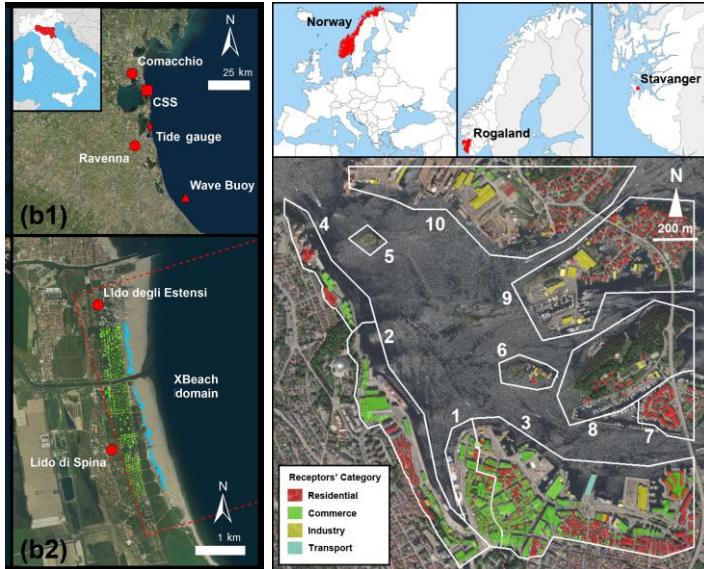 N
Comacchio
25 km
CSS
Tide gauge
Ravenna
Wave Buoy
(b1)
Lido degli Estensi
XBeach
domain
Lido di Spina
N
(b2)
1 km
Norway
Rogaland
Stavanger
N
200 m
4
10
5
9
2
6
1
3
8
7
Receptors' Category
Residential
Commerce
Industry
Transport